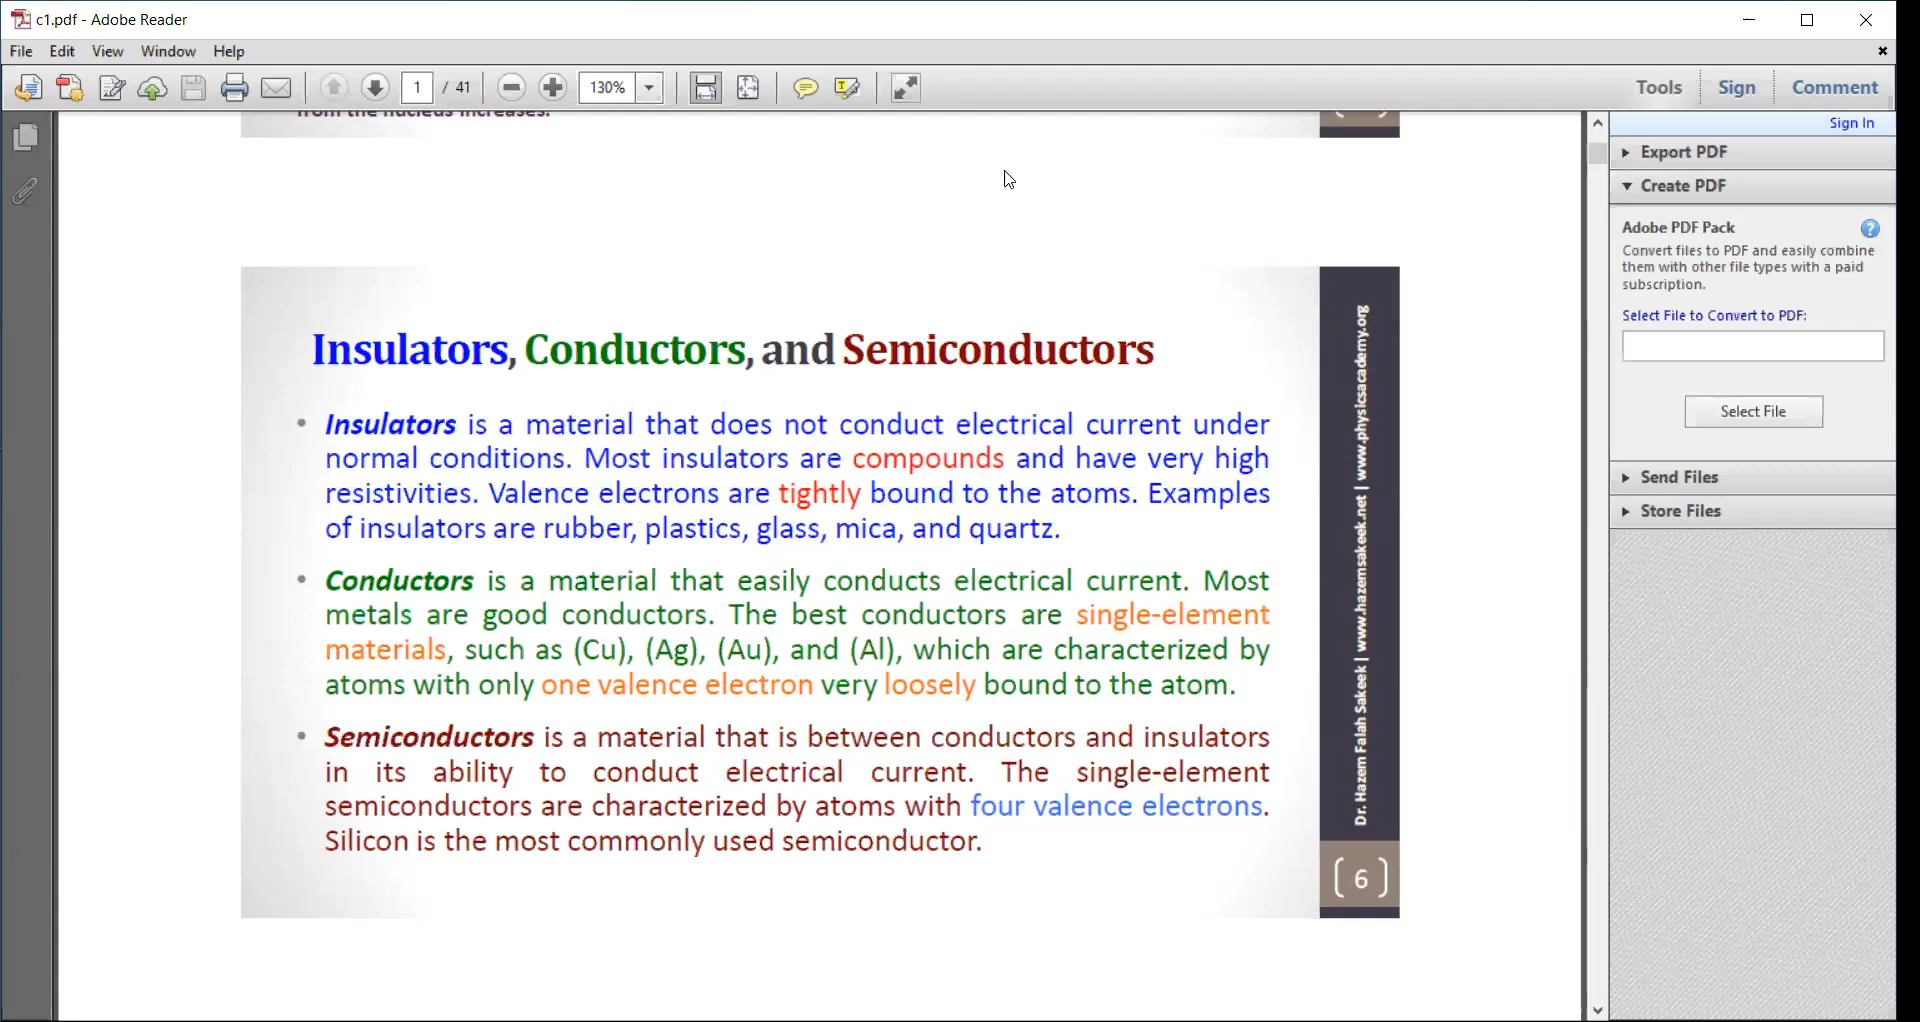 c1.pdf - Adobe Reader
File Edit View Window Help
1 / 41 130% Tools Sign Comment
from the nucleus increases.
Sign In
Export PDF
Create PDF
Adobe PDF Pack
Convert files to PDF and easily combine
them with other file types with a paid
subscription.
Select File to Convert to PDF:
Select File
Send Files
Store Files
Insulators, Conductors, and Semiconductors
• Insulators is a material that does not conduct electrical current under
normal conditions. Most insulators are compounds and have very high
resistivities. Valence electrons are tightly bound to the atoms. Examples
of insulators are rubber, plastics, glass, mica, and quartz.
• Conductors is a material that easily conducts electrical current. Most
metals are good conductors. The best conductors are single-element
materials, such as (Cu), (Ag), (Au), and (Al), which are characterized by
atoms with only one valence electron very loosely bound to the atom.
• Semiconductors is a material that is between conductors and insulators
in its ability to conduct electrical current. The single-element
semiconductors are characterized by atoms with four valence electrons.
Silicon is the most commonly used semiconductor.
Dr. Hazem Falah Sakeek | www.hazemsakeek.net | www.physicsacademy.org
6